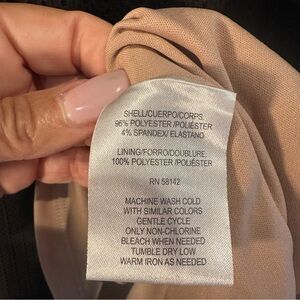 SHELL/CUERPO/CORPS.
96% POLYESTER /POLIÉSTER
4% SPANDEX/ ELASTANO
LINING/FORRO/DOUBLURE.
100% POLYESTER /POLIÉSTER
RN 58142
MACHINE WASH COLD
WITH SIMILAR COLORS
GENTLE CYCLE
ONLY NON-CHLORINE
BLEACH WHEN NEEDED
TUMBLE DRY LOW
WARM IRON AS NEEDED